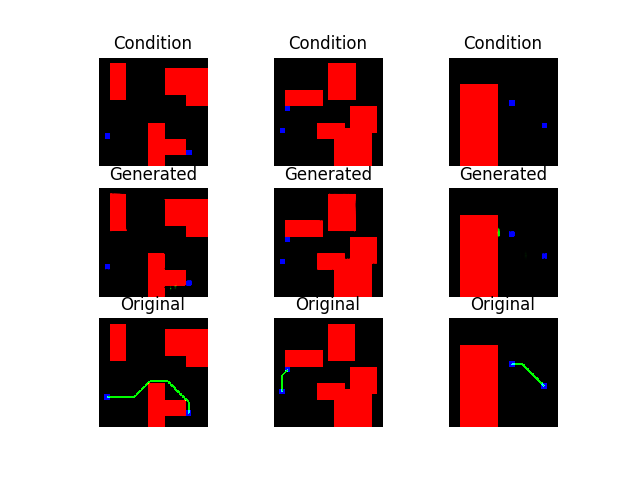 Condition Condition Condition
Generated Generated Generated
Original Original Original